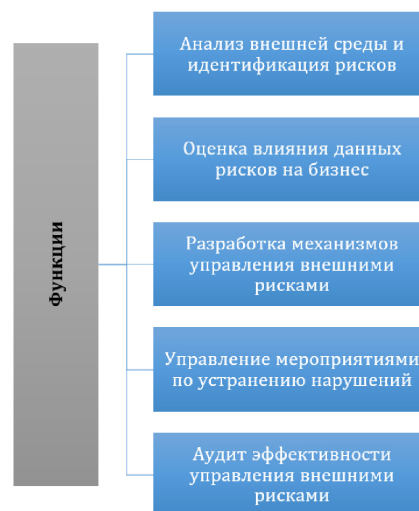 Функции
Анализ внешней среды и
идентификация рисков
Оценка влияния данных
рисков на бизнес
Разработка механизмов
управления внешними
рисками
Управление мероприятиями
по устранению нарушений
Аудит эффективности
управления внешними
рисками